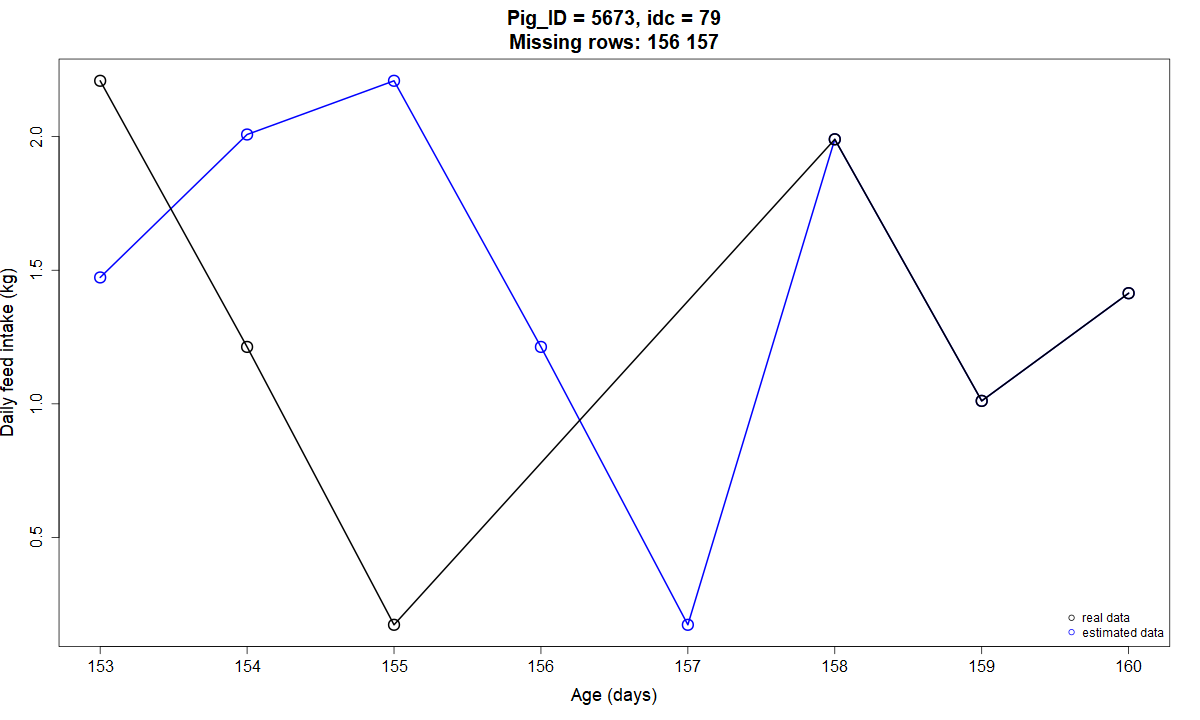 Pig_ID = 5673, idc = 79
Missing rows: 156 157
Daily feed intake (kg)
2.0
1.5
1.0
0.5
153 154 155 156 157 158 159 160
Age (days)
real data
estimated data